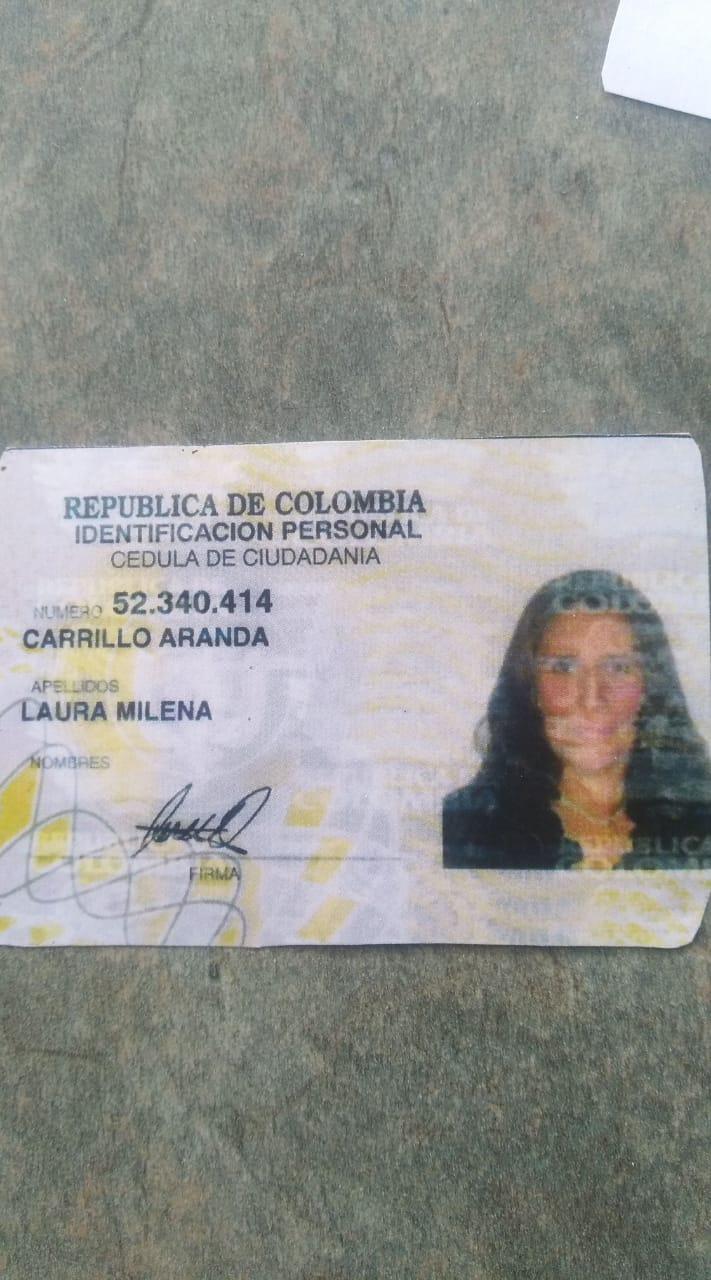 REPUBLICA DE COLOMBIA
IDENTIFICACION PERSONAL
CEDULA DE CIUDADANIA
NUMERO 52.340.414
CARRILLO ARANDA
APELLIDOS
LAURA MILENA
NOMBRES
FIRMA